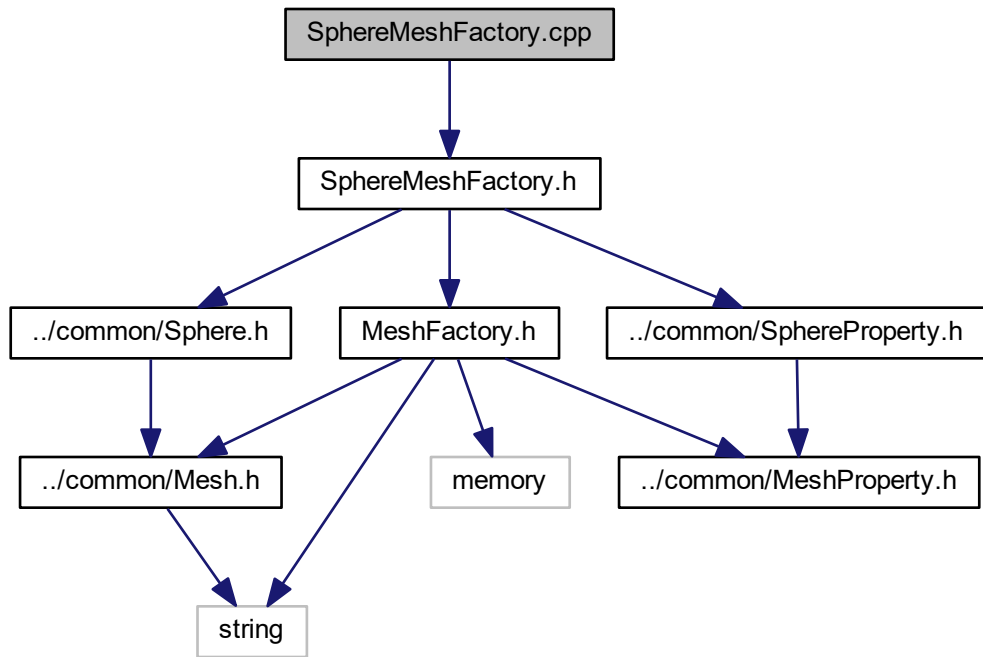 SphereMeshFactory.cpp
SphereMeshFactory.h
../common/Sphere.h
MeshFactory.h
../common/SphereProperty.h
../common/Mesh.h
memory
../common/MeshProperty.h
string